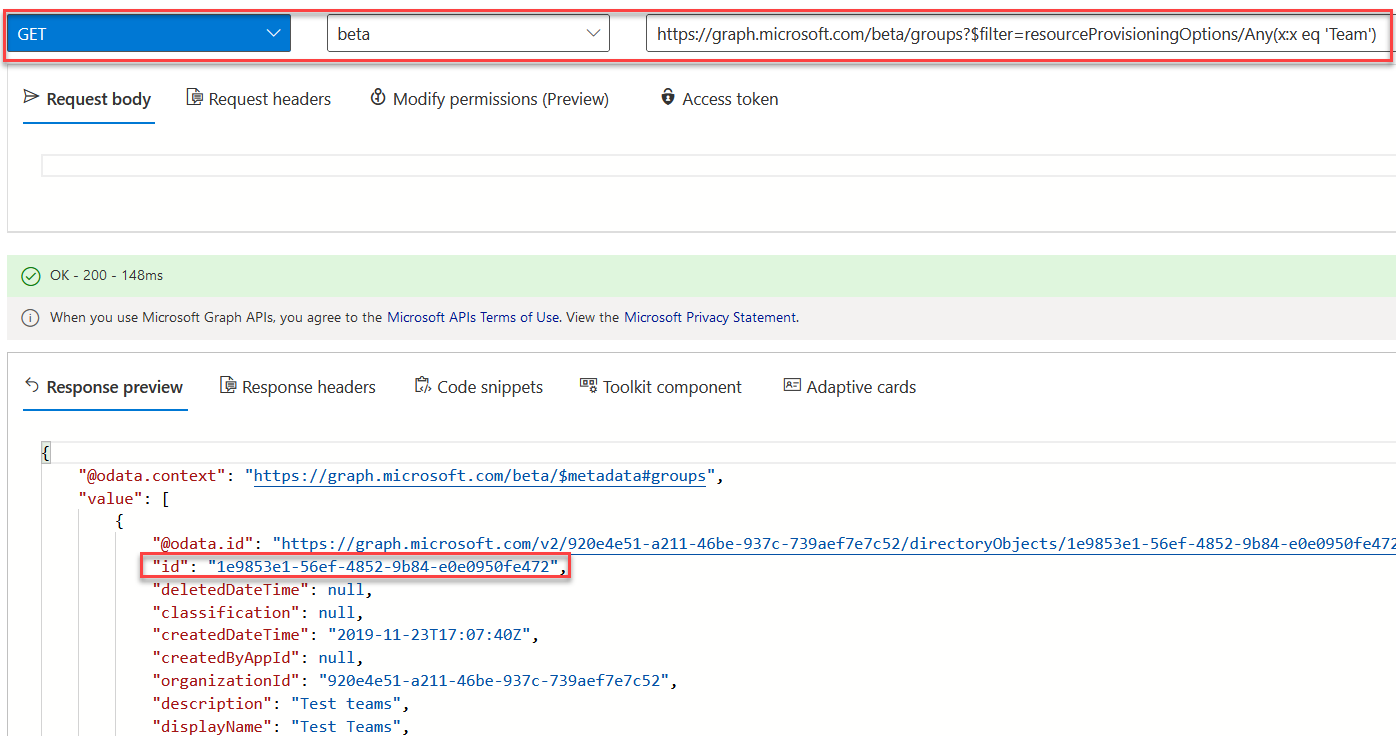 GET beta https://graph.microsoft.com/beta/groups?$filter=resourceProvisioningOptions/Any(x:x eq 'Team')
Request body Request headers Modify permissions (Preview) Access token
OK - 200 - 148ms
When you use Microsoft Graph APIs, you agree to the Microsoft APIs Terms of Use. View the Microsoft Privacy Statement.
Response preview Response headers Code snippets Toolkit component Adaptive cards
{
"@odata.context": "https://graph.microsoft.com/beta/$metadata#groups",
"value": [
{
"@odata.id": "https://graph.microsoft.com/v2/920e4e51-a211-46be-937c-739aef7e7c52/directoryObjects/1e9853e1-56ef-4852-9b84-e0e0950fe472
"id": "1e9853e1-56ef-4852-9b84-e0e0950fe472",
"deletedDateTime": null,
"classification": null,
"createdDateTime": "2019-11-23T17:07:40Z",
"createdByAppId": null,
"organizationId": "920e4e51-a211-46be-937c-739aef7e7c52",
"description": "Test teams",
"displayName": "Test Teams",